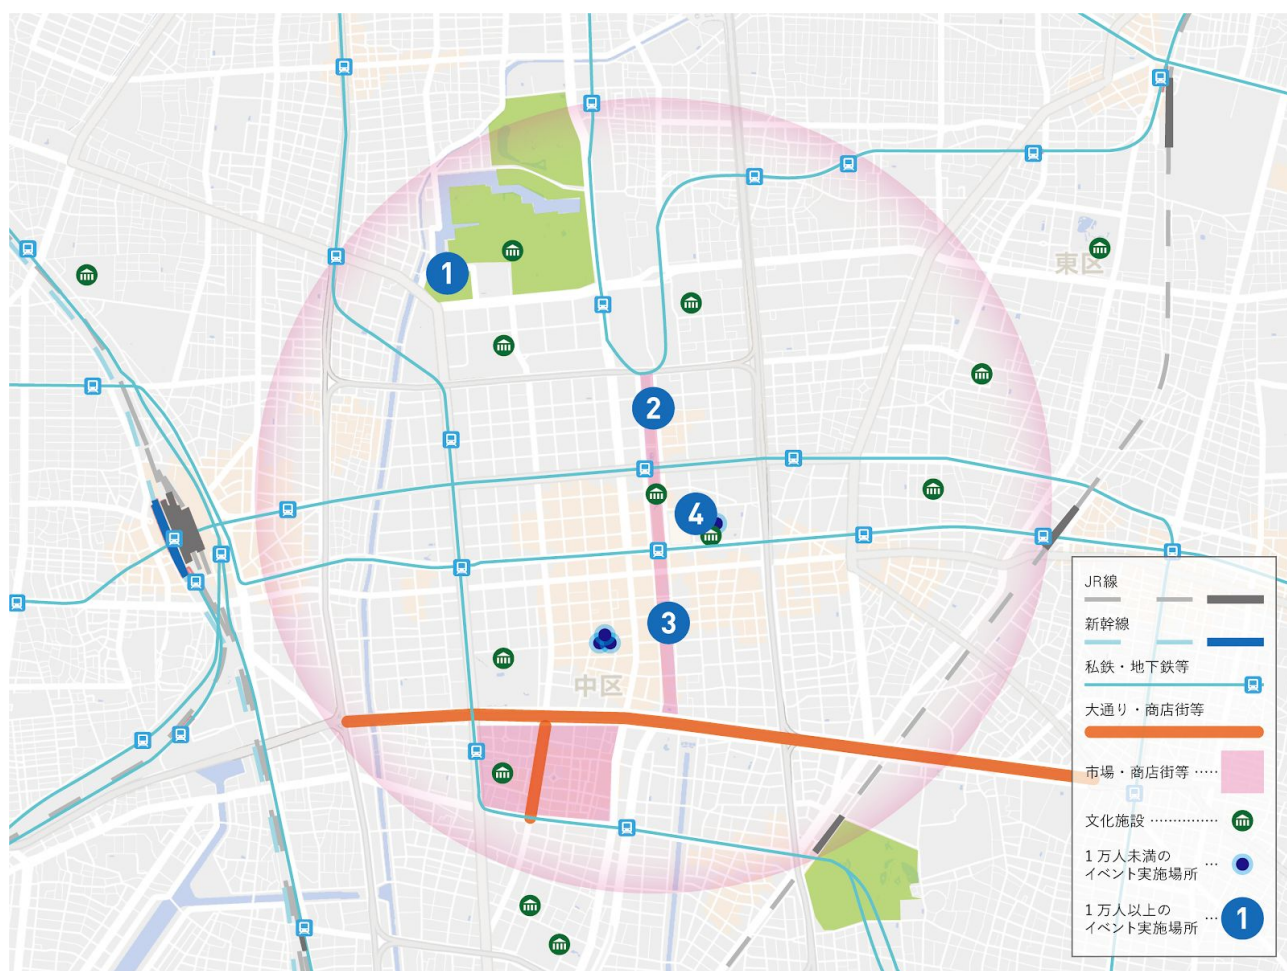 1
東区
2
4
3
中区
JR線
新幹線
私鉄・地下鉄等
大通り・商店街等
市場・商店街等 ……
文化施設 ……………
1万人未満の
イベント実施場所 …
1万人以上の
イベント実施場所 …
1